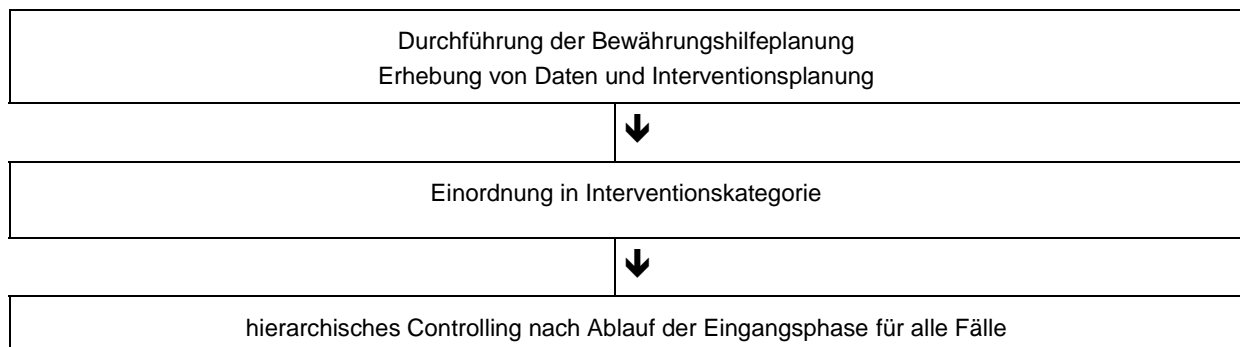 Durchführung der Bewährungshilfeplanung
Erhebung von Daten und Interventionsplanung
Einordnung in Interventionskategorie
hierarchisches Controlling nach Ablauf der Eingangsphase für alle Fälle